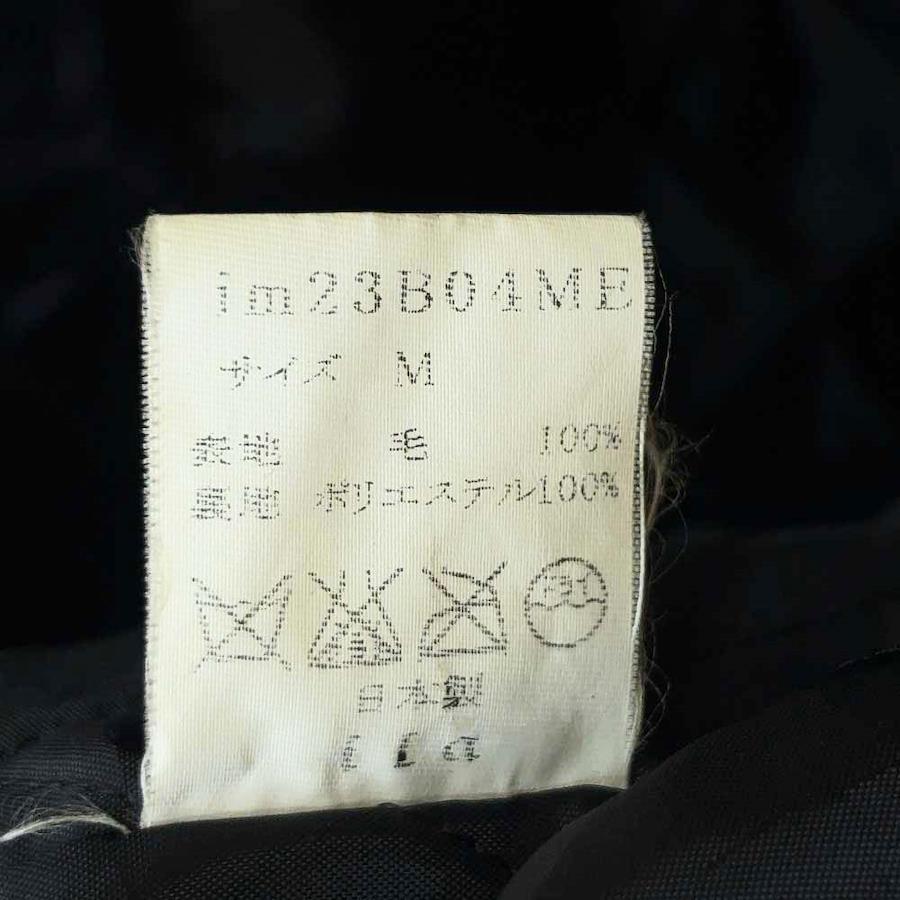 im23B04ME
サイズ M
表地 毛 100%
裏地 ポリエステル100%
日本製